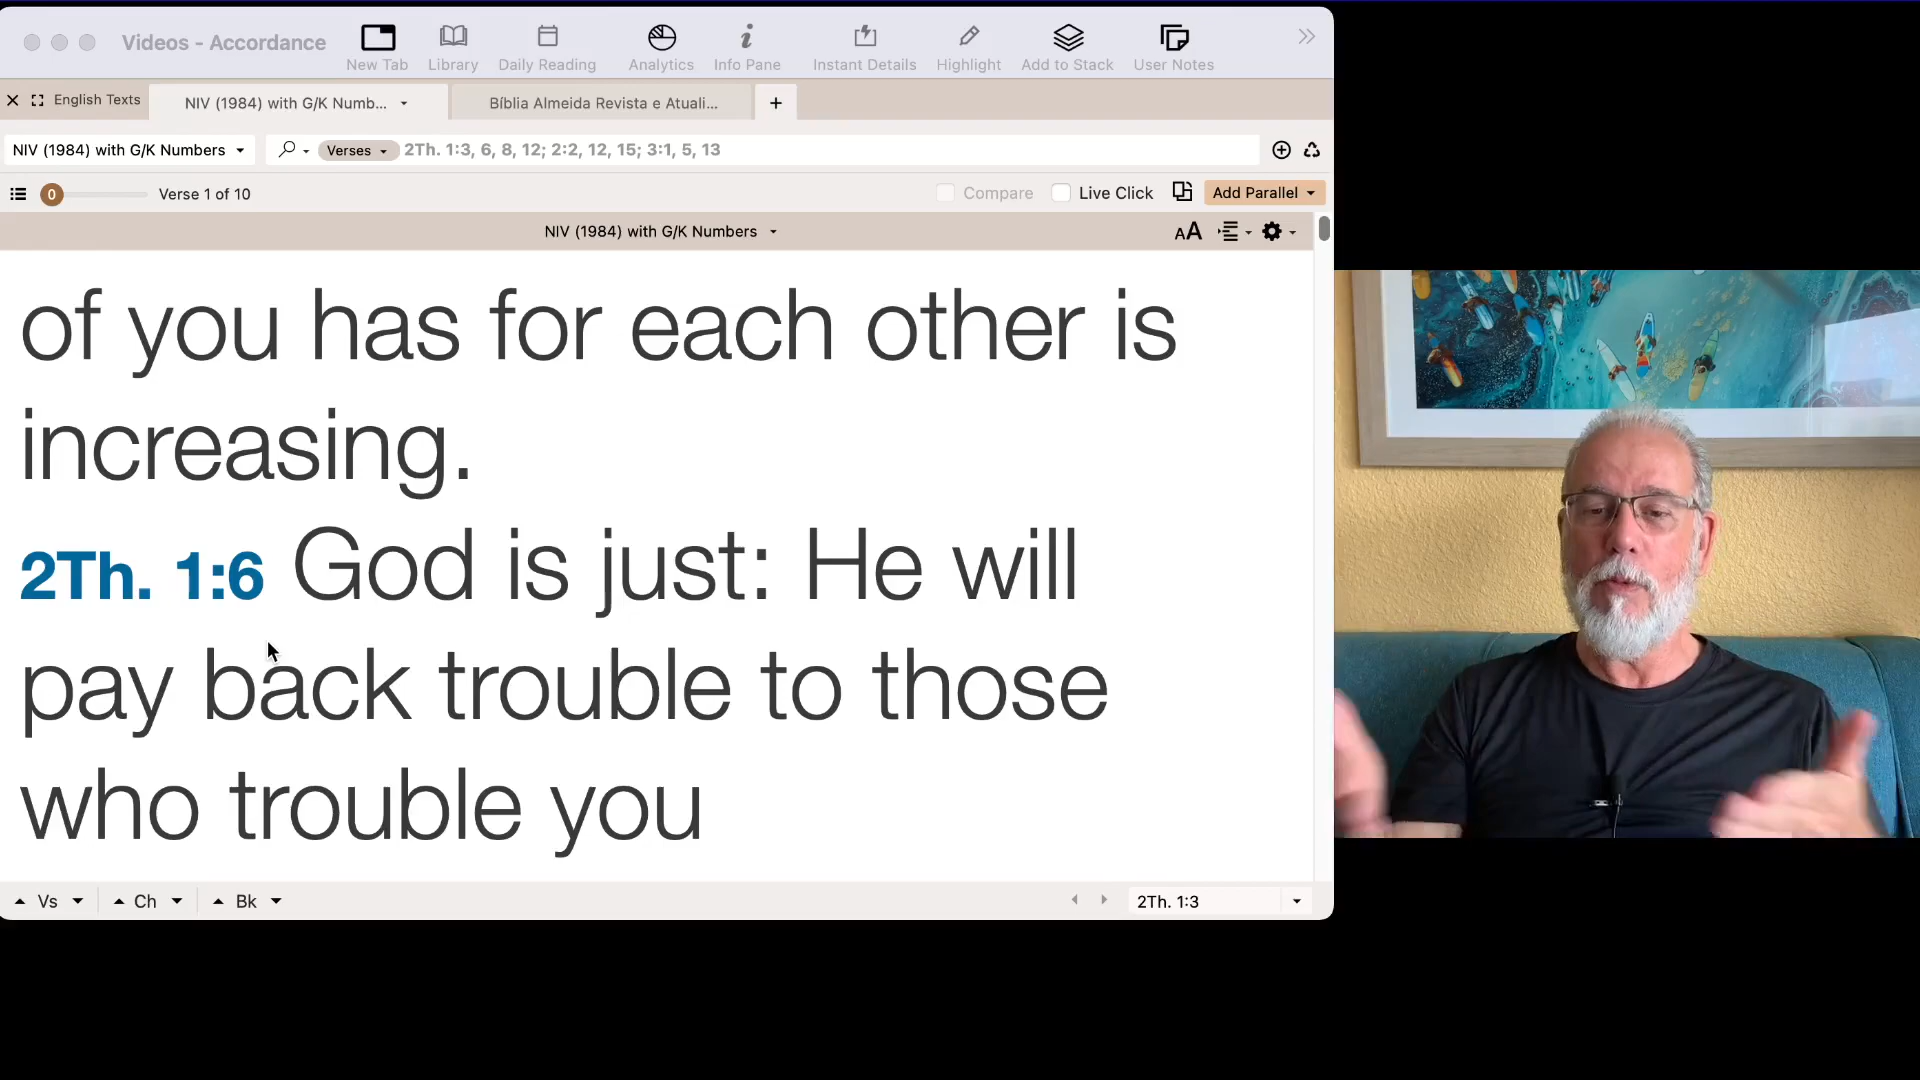 Videos - Accordance
New Tab
Library
Daily Reading
Analytics
Info Pane
Instant Details
Highlight
Add to Stack
User Notes
English Texts
NIV (1984) with G/K Numb...
Bíblia Almeida Revista e Atuali...
NIV (1984) with G/K Numbers
Verses
2Th. 1:3, 6, 8, 12; 2:2, 12, 15; 3:1, 5, 13
0
Verse 1 of 10
Compare
Live Click
Add Parallel
NIV (1984) with G/K Numbers
AA
of you has for each other is
increasing.
2Th. 1:6 God is just: He will
pay back trouble to those
who trouble you
Vs
Ch
Bk
2Th. 1:3